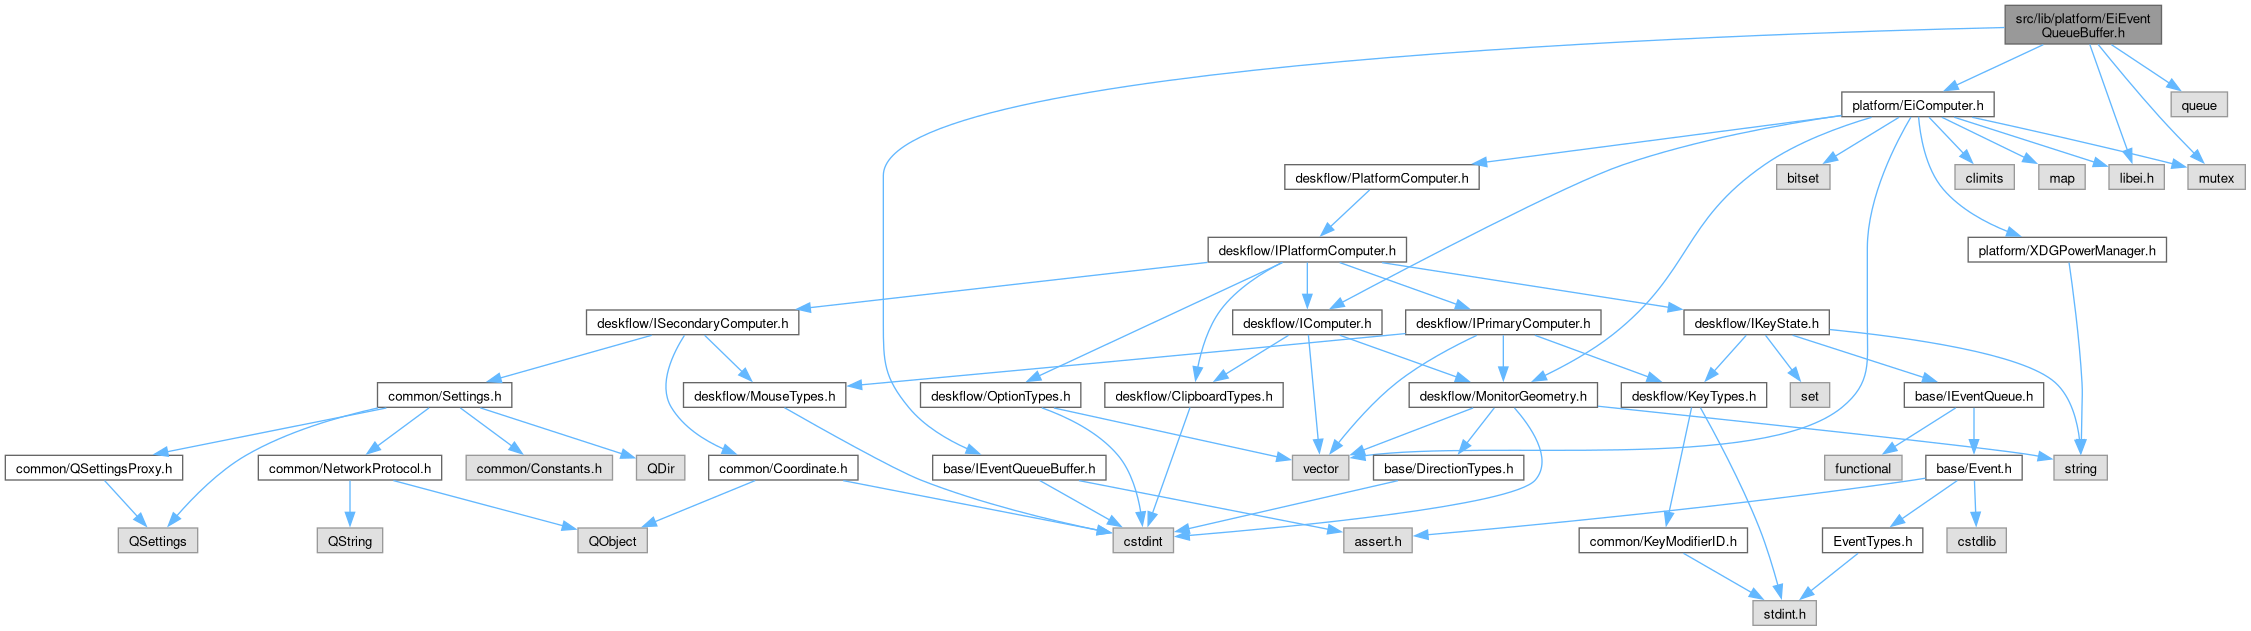 src/lib/platform/EiEvent
QueueBuffer.h
platform/EiComputer.h
queue
deskflow/PlatformComputer.h
bitset
climits
map
libei.h
mutex
deskflow/IPlatformComputer.h
platform/XDGPowerManager.h
deskflow/ISecondaryComputer.h
deskflow/IComputer.h
deskflow/IPrimaryComputer.h
deskflow/IKeyState.h
common/Settings.h
deskflow/MouseTypes.h
deskflow/OptionTypes.h
deskflow/ClipboardTypes.h
deskflow/MonitorGeometry.h
deskflow/KeyTypes.h
set
base/IEventQueue.h
common/QSettingsProxy.h
common/NetworkProtocol.h
common/Constants.h
QDir
common/Coordinate.h
base/IEventQueueBuffer.h
vector
base/DirectionTypes.h
functional
base/Event.h
string
QSettings
QString
QObject
cstdint
assert.h
common/KeyModifierID.h
EventTypes.h
cstdlib
stdint.h